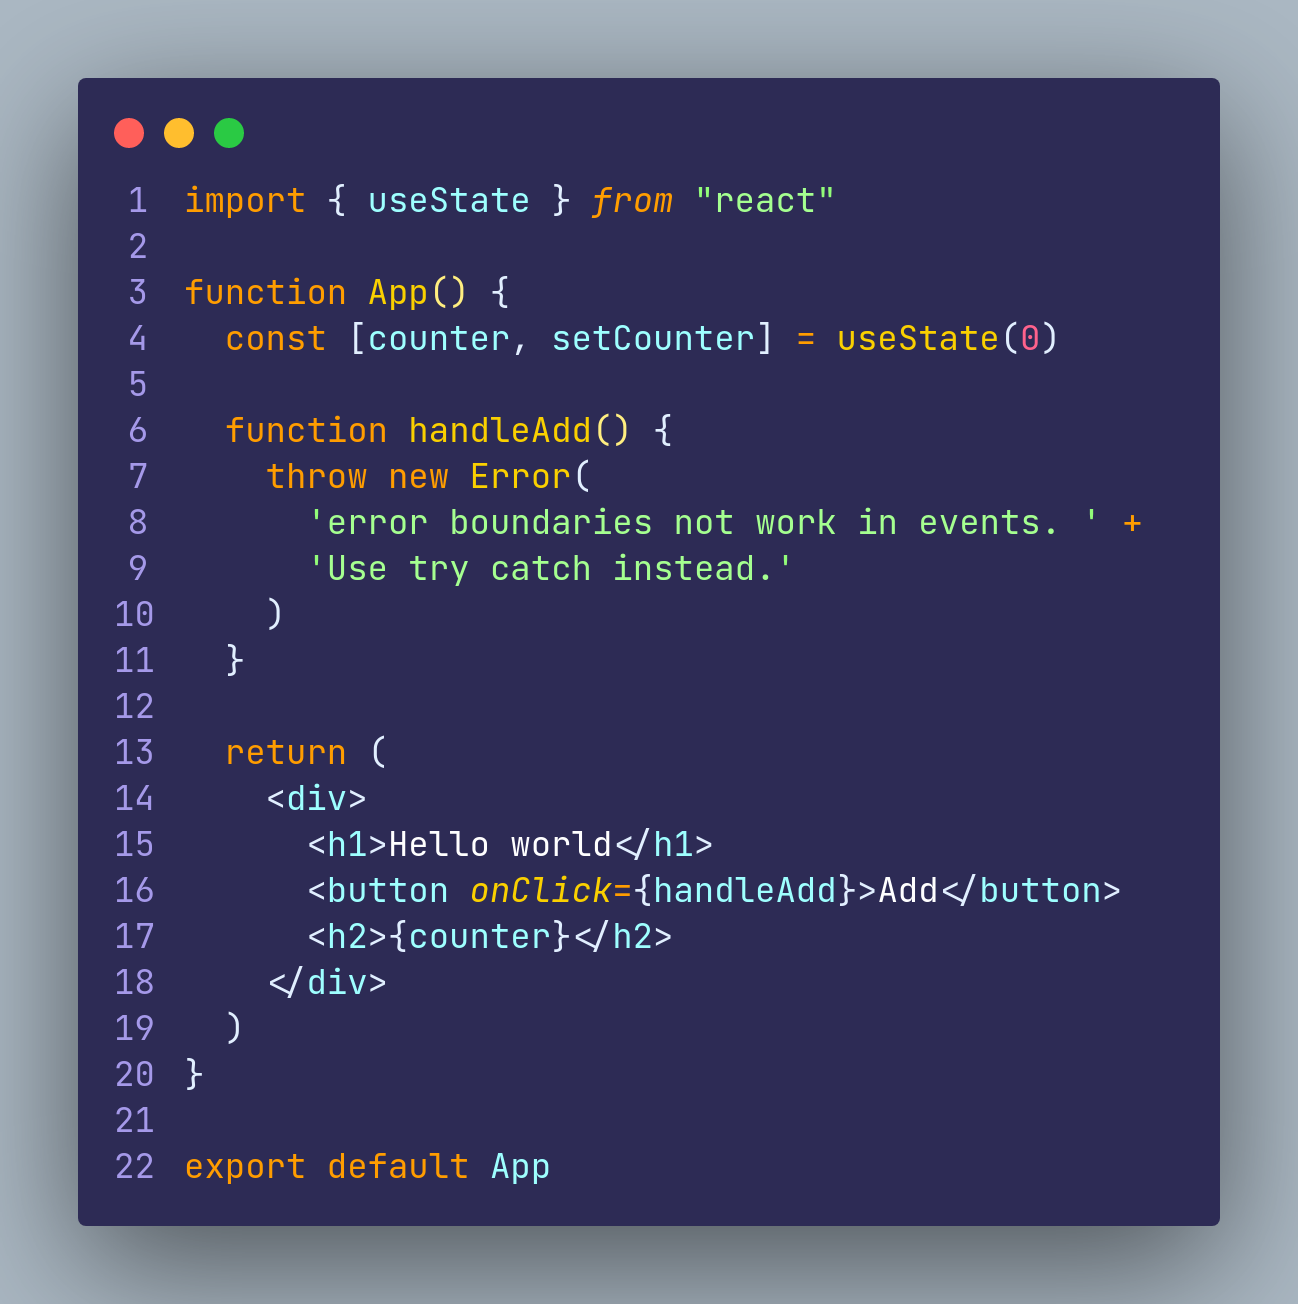 1 import { useState } from "react"
2
3 function App() {
4   const [counter, setCounter] = useState(0)
5
6   function handleAdd() {
7     throw new Error(
8       'error boundaries not work in events. ' +
9       'Use try catch instead.'
10     )
11   }
12
13   return (
14     <div>
15       <h1>Hello world</h1>
16       <button onClick={handleAdd}>Add</button>
17       <h2>{counter}</h2>
18     </div>
19   )
20 }
21
22 export default App